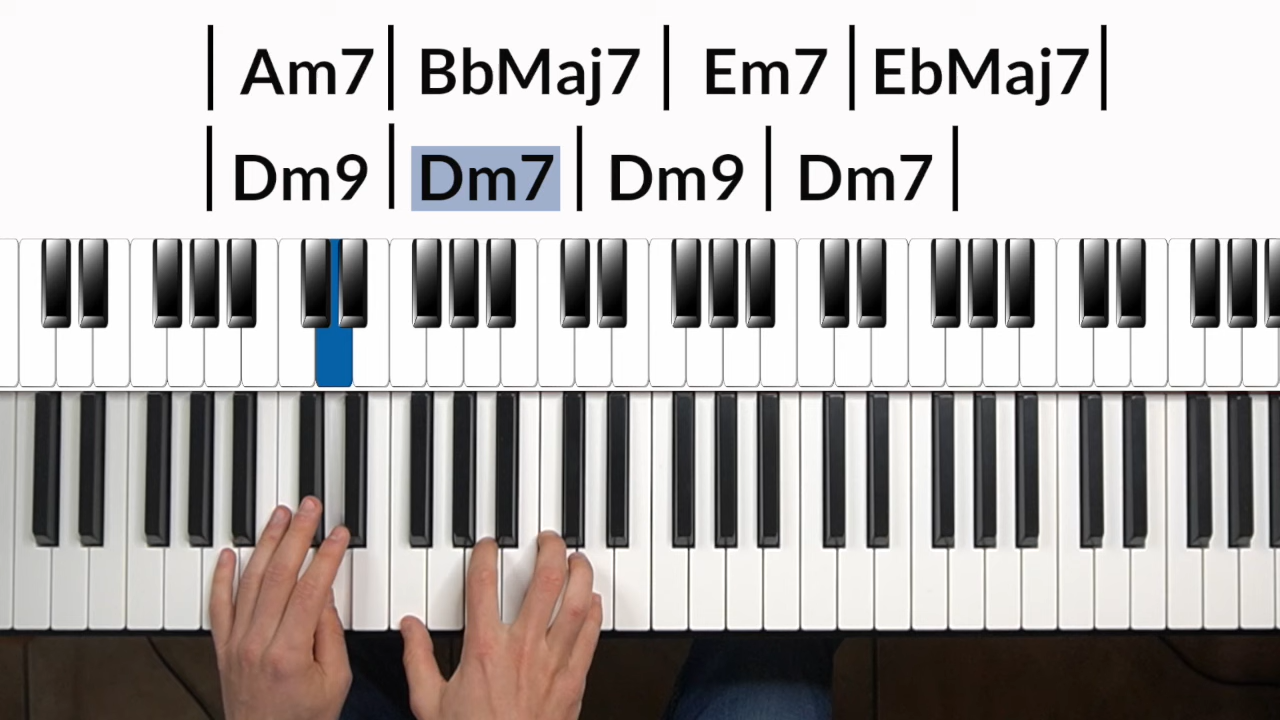 | Am7 | BbMaj7 | Em7 | EbMaj7 |
| Dm9 | Dm7 | Dm9 | Dm7 |